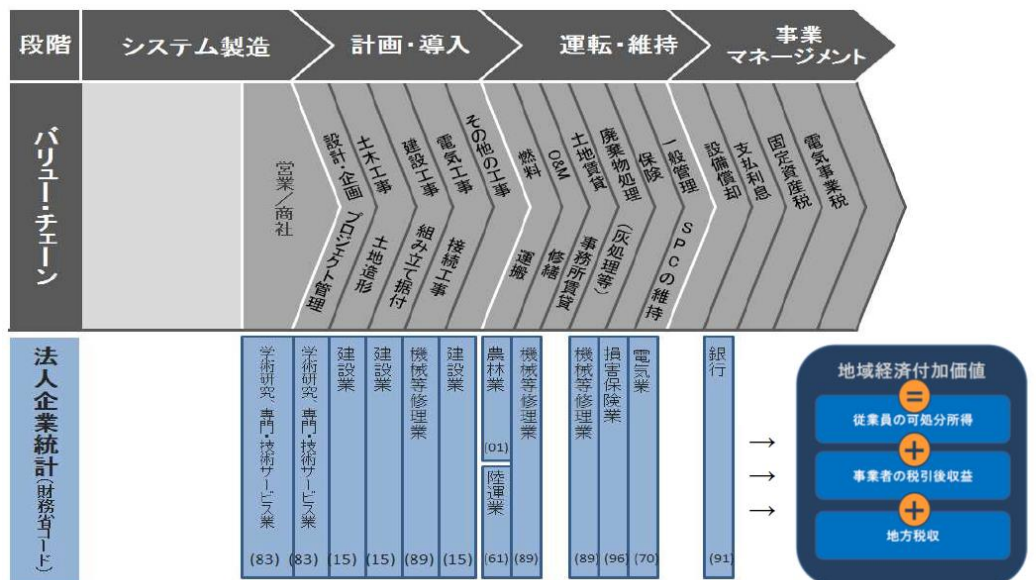 段階
システム製造
計画・導入
運転・維持
事業
マネージメント
バリュー・チェーン
営業／商社
設計・企画
プロジェクト管理
土木工事
土地造形
建設工事
組み立て据付
電気工事
接続工事
その他の工事
燃料
運搬
O&M
修繕
土地賃貸
事務所賃貸
廃棄物処理
（灰処理等）
保険
一般管理
SPCの維持
設備償却
支払利息
固定資産税
電気事業税
法人企業統計(財務省コード)
学術研究、専門・技術サービス業
(83)
学術研究、専門・技術サービス業
(83)
建設業
(15)
建設業
(15)
機械等修理業
(89)
建設業
(15)
農林業
(01)
陸運業
(61)
機械等修理業
(89)
機械等修理業
(89)
損害保険業
(96)
電気業
(70)
銀行
(91)
→
→
→
地域経済付加価値
=
従業員の可処分所得
+
事業者の税引後収益
+
地方税収